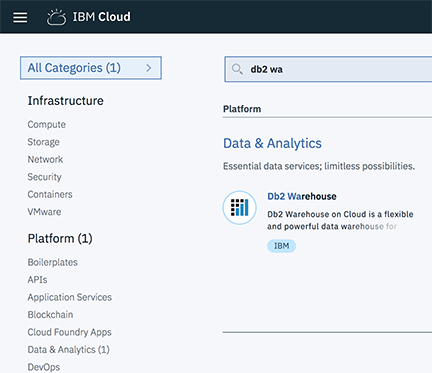 IBM Cloud
All Categories (1)
Infrastructure
Compute
Storage
Network
Security
Containers
VMware
Platform (1)
Boilerplates
APIs
Application Services
Blockchain
Cloud Foundry Apps
Data & Analytics (1)
DevOps
db2 wa
Platform
Data & Analytics
Essential data services; limitless possibilities.
Db2 Warehouse
Db2 Warehouse on Cloud is a flexible
and powerful data warehouse for
IBM